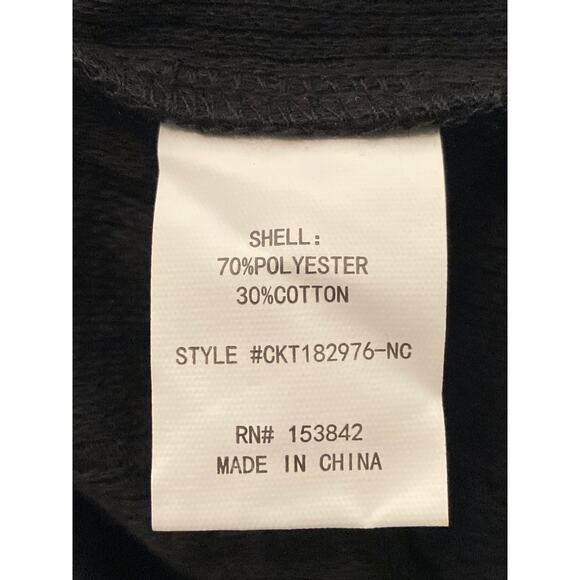 SHELL:
70%POLYESTER
30%COTTON
STYLE #CKT182976-NC
RN# 153842
MADE IN CHINA